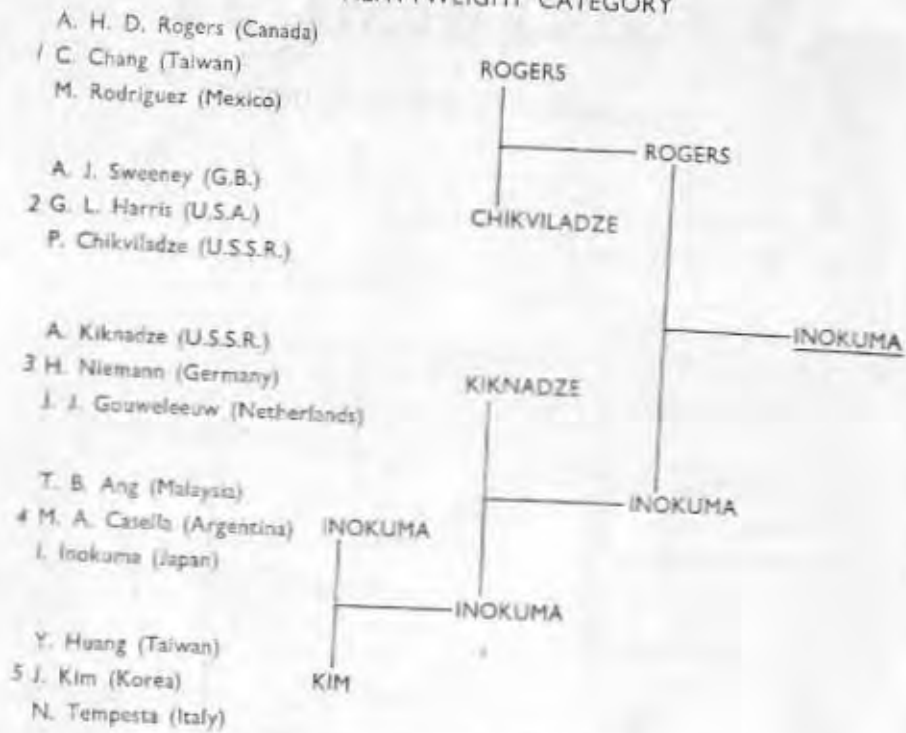 HEAVYWEIGHT CATEGORY
A. H. D. Rogers (Canada)
1 C. Chang (Taiwan)
M. Rodriguez (Mexico)
A. J. Sweeney (G.B.)
2 G. L. Harris (U.S.A.)
P. Chikviladze (U.S.S.R.)
A. Kiknadze (U.S.S.R.)
3 H. Niemann (Germany)
J. J. Gouweleeuw (Netherlands)
T. B. Ang (Malaysia)
4 M. A. Casella (Argentina)
I. Inokuma (Japan)
Y. Huang (Taiwan)
5 J. Kim (Korea)
N. Tempesta (Italy)
INOKUMA
KIM
ROGERS
CHIKVILADZE
KIKNADZE
INOKUMA
ROGERS
INOKUMA
INOKUMA